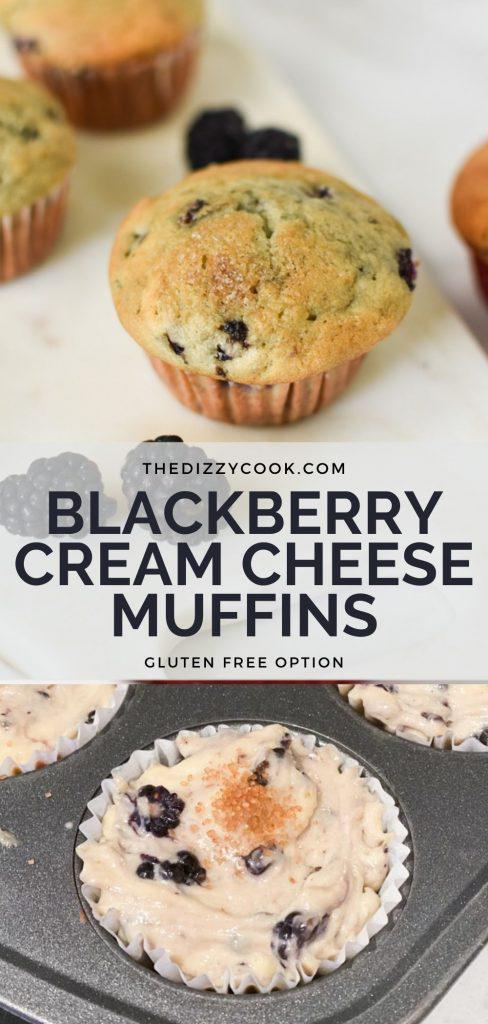 THEDIZZYCOOK.COM
BLACKBERRY
CREAM CHEESE
MUFFINS
GLUTEN FREE OPTION